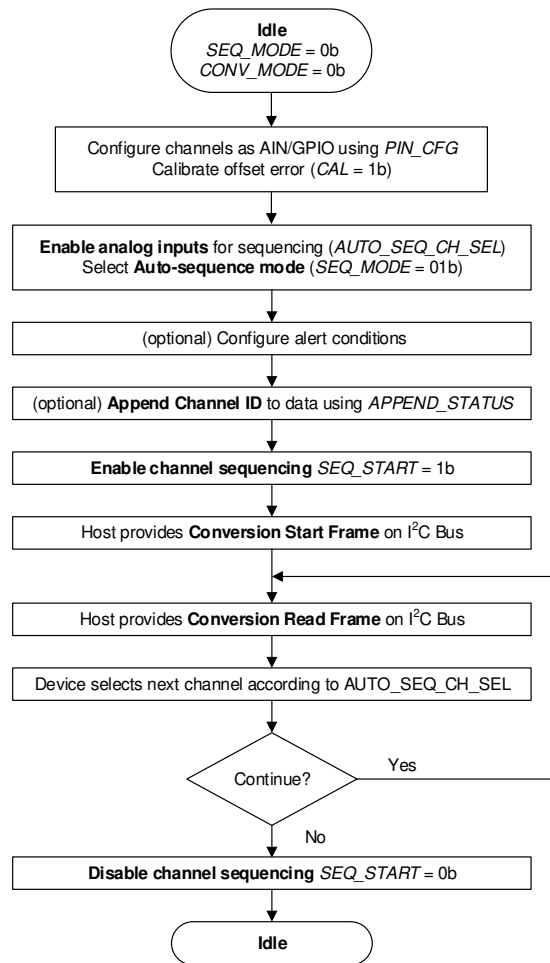 Idle
SEQ_MODE = 0b
CONV_MODE = 0b
Configure channels as AIN/GPIO using PIN_CFG
Calibrate offset error (CAL = 1b)
Enable analog inputs for sequencing (AUTO_SEQ_CH_SEL)
Select Auto-sequence mode (SEQ_MODE = 01b)
(optional) Configure alert conditions
(optional) Append Channel ID to data using APPEND_STATUS
Enable channel sequencing SEQ_START = 1b
Host provides Conversion Start Frame on I²C Bus
Host provides Conversion Read Frame on I²C Bus
Device selects next channel according to AUTO_SEQ_CH_SEL
Continue?
Yes
No
Disable channel sequencing SEQ_START = 0b
Idle